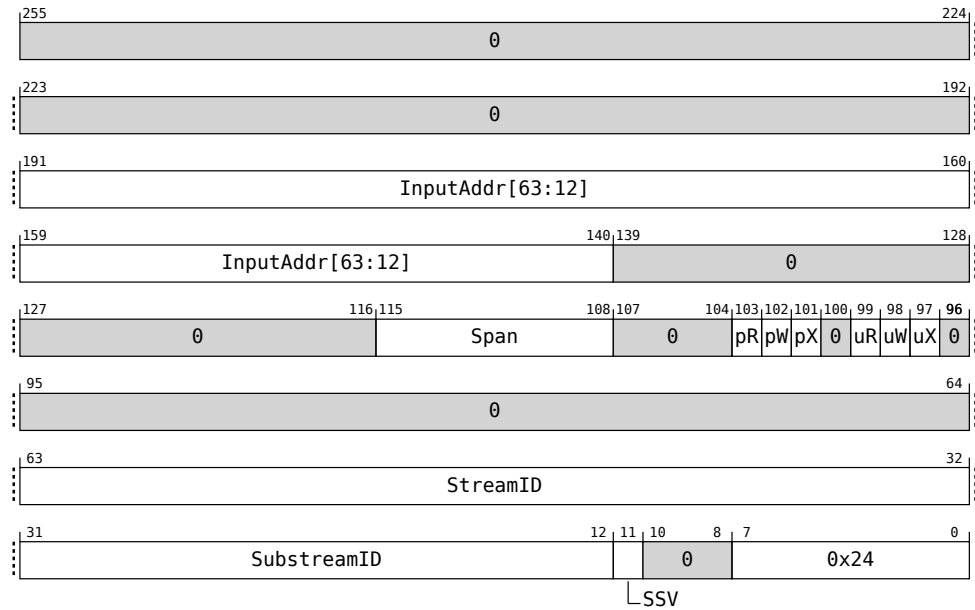 255 224
0
223 192
0
191 160
InputAddr[63:12]
159 140 139 128
InputAddr[63:12] 0
127 116 115 108 107 104 103 102 101 100 99 98 97 96
0 Span 0 pR pW pX 0 uR uW uX 0
95 64
0
63 32
StreamID
31 12 11 10 8 7 0
SubstreamID 0 0x24
SSV